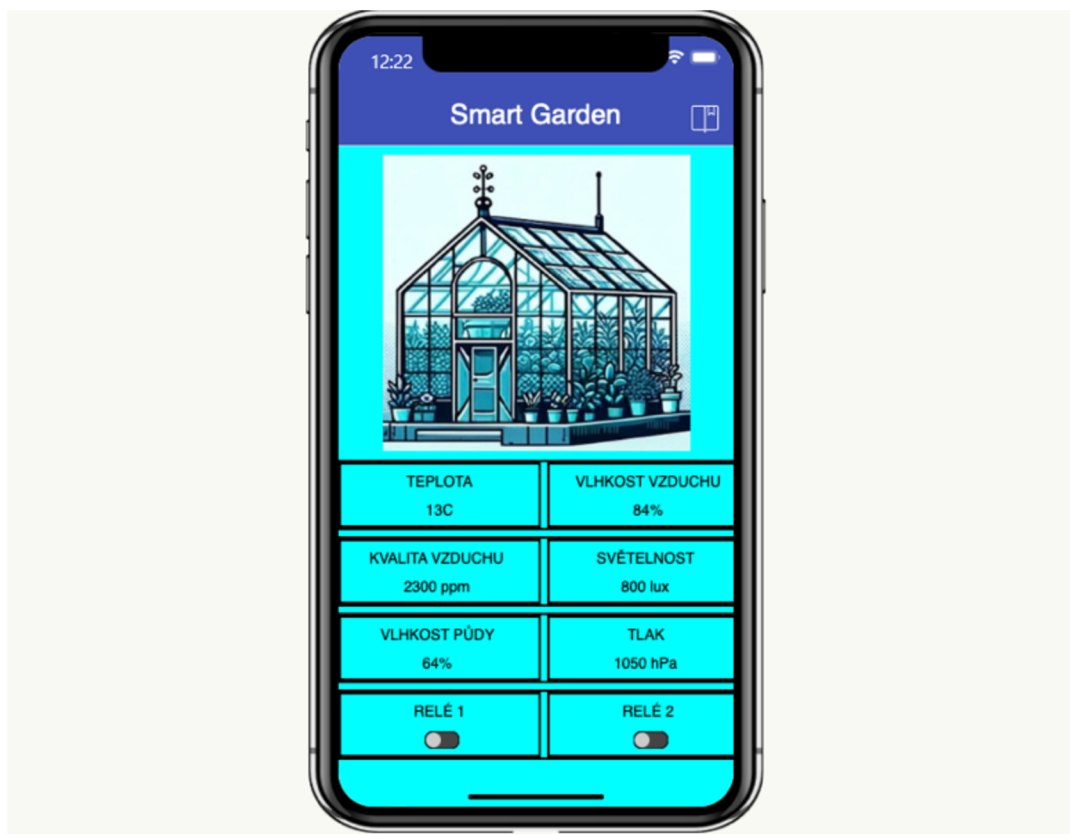 12:22
Smart Garden
TEPLOTA
13C
VLHKOST VZDUCHU
84%
KVALITA VZDUCHU
2300 ppm
SVĚTELNOST
800 lux
VLHKOST PŮDY
64%
TLAK
1050 hPa
RELÉ 1
RELÉ 2